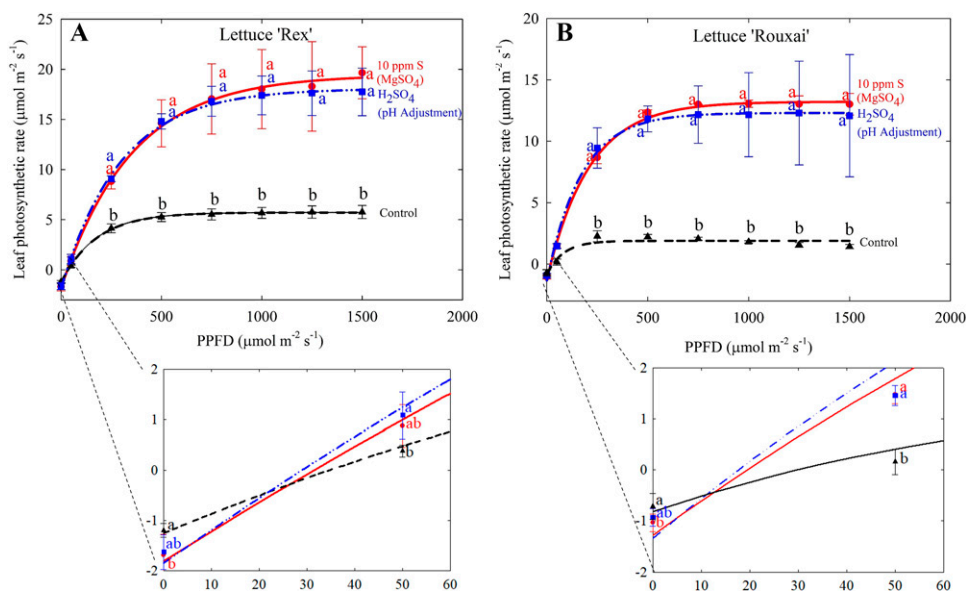 A
Lettuce 'Rex'
Leaf photosynthetic rate (μmol m⁻² s⁻¹)
25
20
15
10
5
0
a
a
a
a
a
a
a
a
a
a
a
a
b
b
b
b
b
b
10 ppm S
(MgSO4)
H₂SO4
(pH Adjustment)
Control
0
500
1000
1500
2000
PPFD (μmol m⁻² s⁻¹)
2
1
0
-1
-2
a
ab
b
a
ab
b
0
10
20
30
40
50
60
B
Lettuce 'Rouxai'
Leaf photosynthetic rate (μmol m⁻² s⁻¹)
20
15
10
5
0
a
a
a
a
a
a
a
a
a
a
a
a
b
b
b
b
b
b
10 ppm S
(MgSO4)
H₂SO4
(pH Adjustment)
Control
0
500
1000
1500
2000
PPFD (μmol m⁻² s⁻¹)
2
1
0
-1
-2
a
ab
b
a
a
b
0
10
20
30
40
50
60